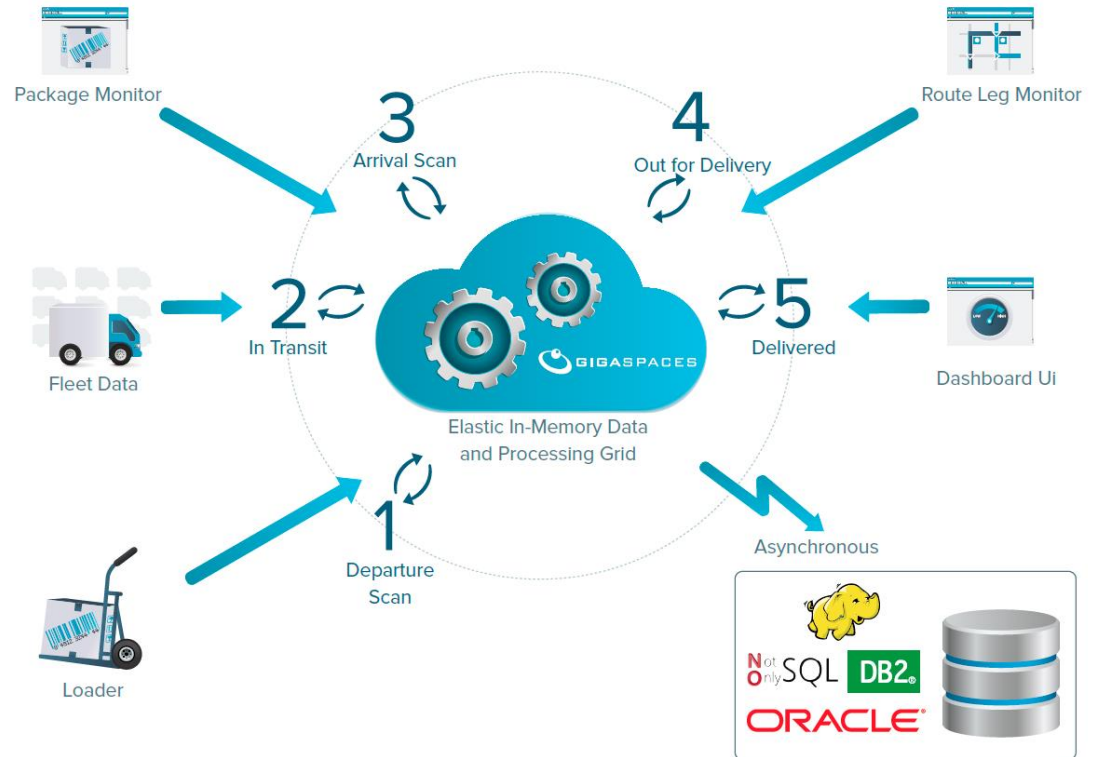 Package Monitor
Route Leg Monitor
3
Arrival Scan
4
Out for Delivery
2
In Transit
5
Delivered
GIGASPACES
Fleet Data
Dashboard Ui
Elastic In-Memory Data
and Processing Grid
1
Departure
Scan
Loader
Asynchronous
Not
Only SQL
DB2®
ORACLE®